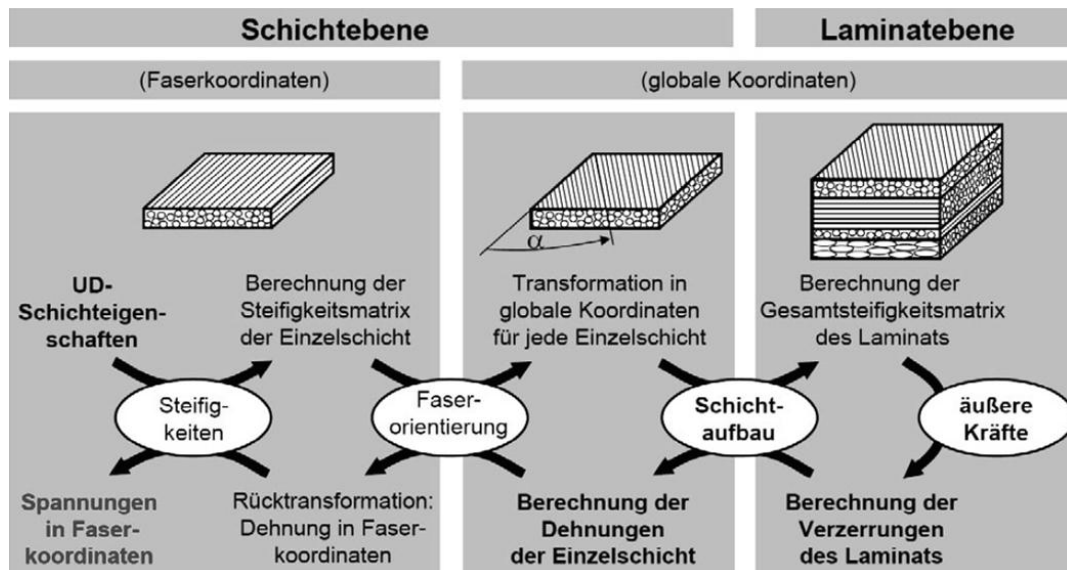 Schichtebene
Laminatebene
(Faserkoordinaten)
(globale Koordinaten)
α
UD-
Schichteigen-
schaften
Berechnung der
Steifigkeitsmatrix
der Einzelschicht
Transformation in
globale Koordinaten
für jede Einzelschicht
Berechnung der
Gesamtsteifigkeitsmatrix
des Laminats
Steifig-
keiten
Faser-
orientierung
Schicht-
aufbau
äußere
Kräfte
Spannungen
in Faser-
koordinaten
Rücktransformation:
Dehnung in Faser-
koordinaten
Berechnung der
Dehnungen
der Einzelschicht
Berechnung der
Verzerrungen
des Laminats